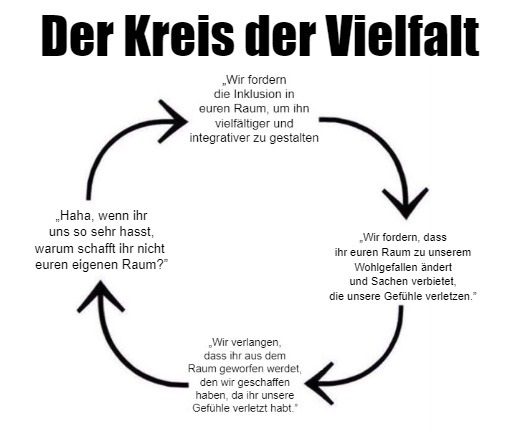 Der Kreis der Vielfalt
„Wir fordern
die Inklusion in
euren Raum, um ihn
vielfältiger und
integrativer zu gestalten
„Wir fordern, dass
ihr euren Raum zu unserem
Wohlgefallen ändert
und Sachen verbietet,
die unsere Gefühle verletzen.”
„Wir verlangen,
dass ihr aus dem
Raum geworfen werdet,
den wir geschaffen
haben, da ihr unsere
Gefühle verletzt habt.”
„Haha, wenn ihr
uns so sehr hasst,
warum schafft ihr nicht
euren eigenen Raum?”